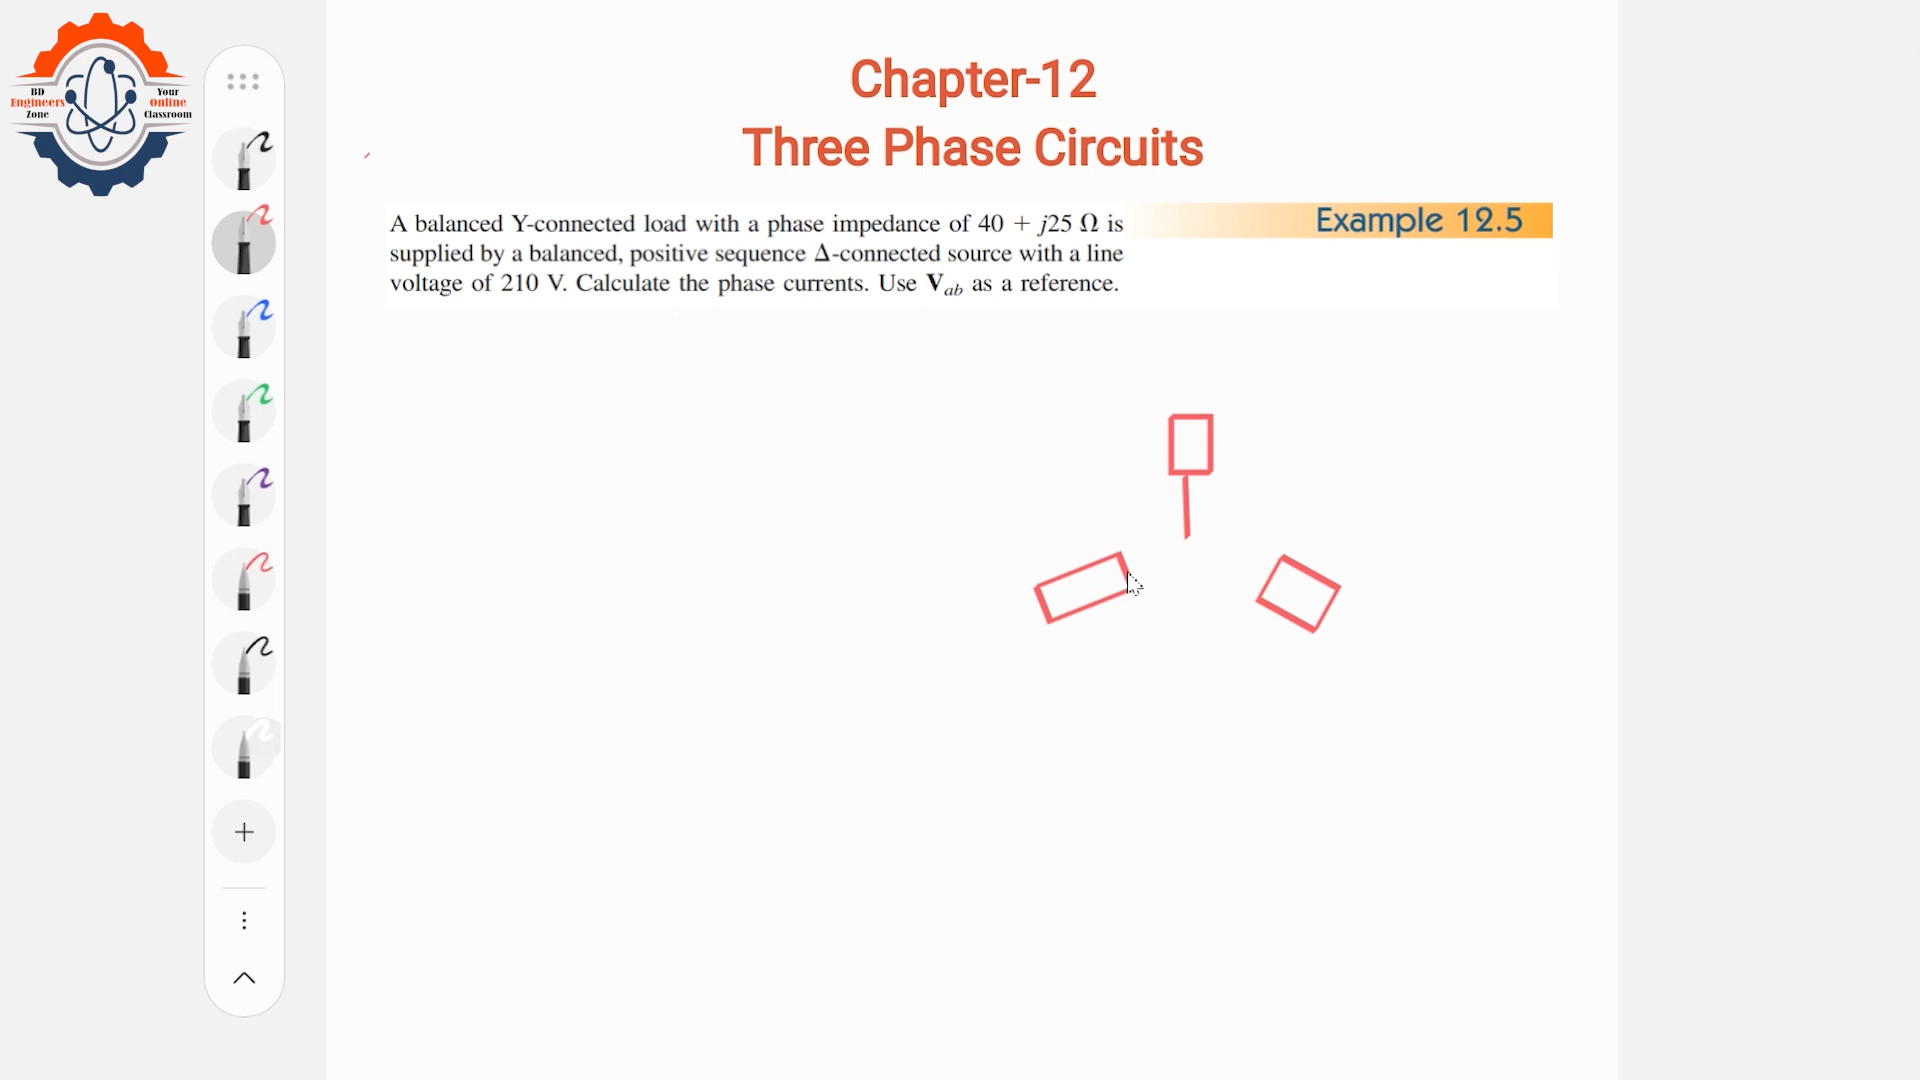 BD
Engineers
Zone
Your
Online
Classroom
Chapter-12
Three Phase Circuits
A balanced Y-connected load with a phase impedance of 40 + j25 Ω is
supplied by a balanced, positive sequence Δ-connected source with a line
voltage of 210 V. Calculate the phase currents. Use Vab as a reference.
Example 12.5